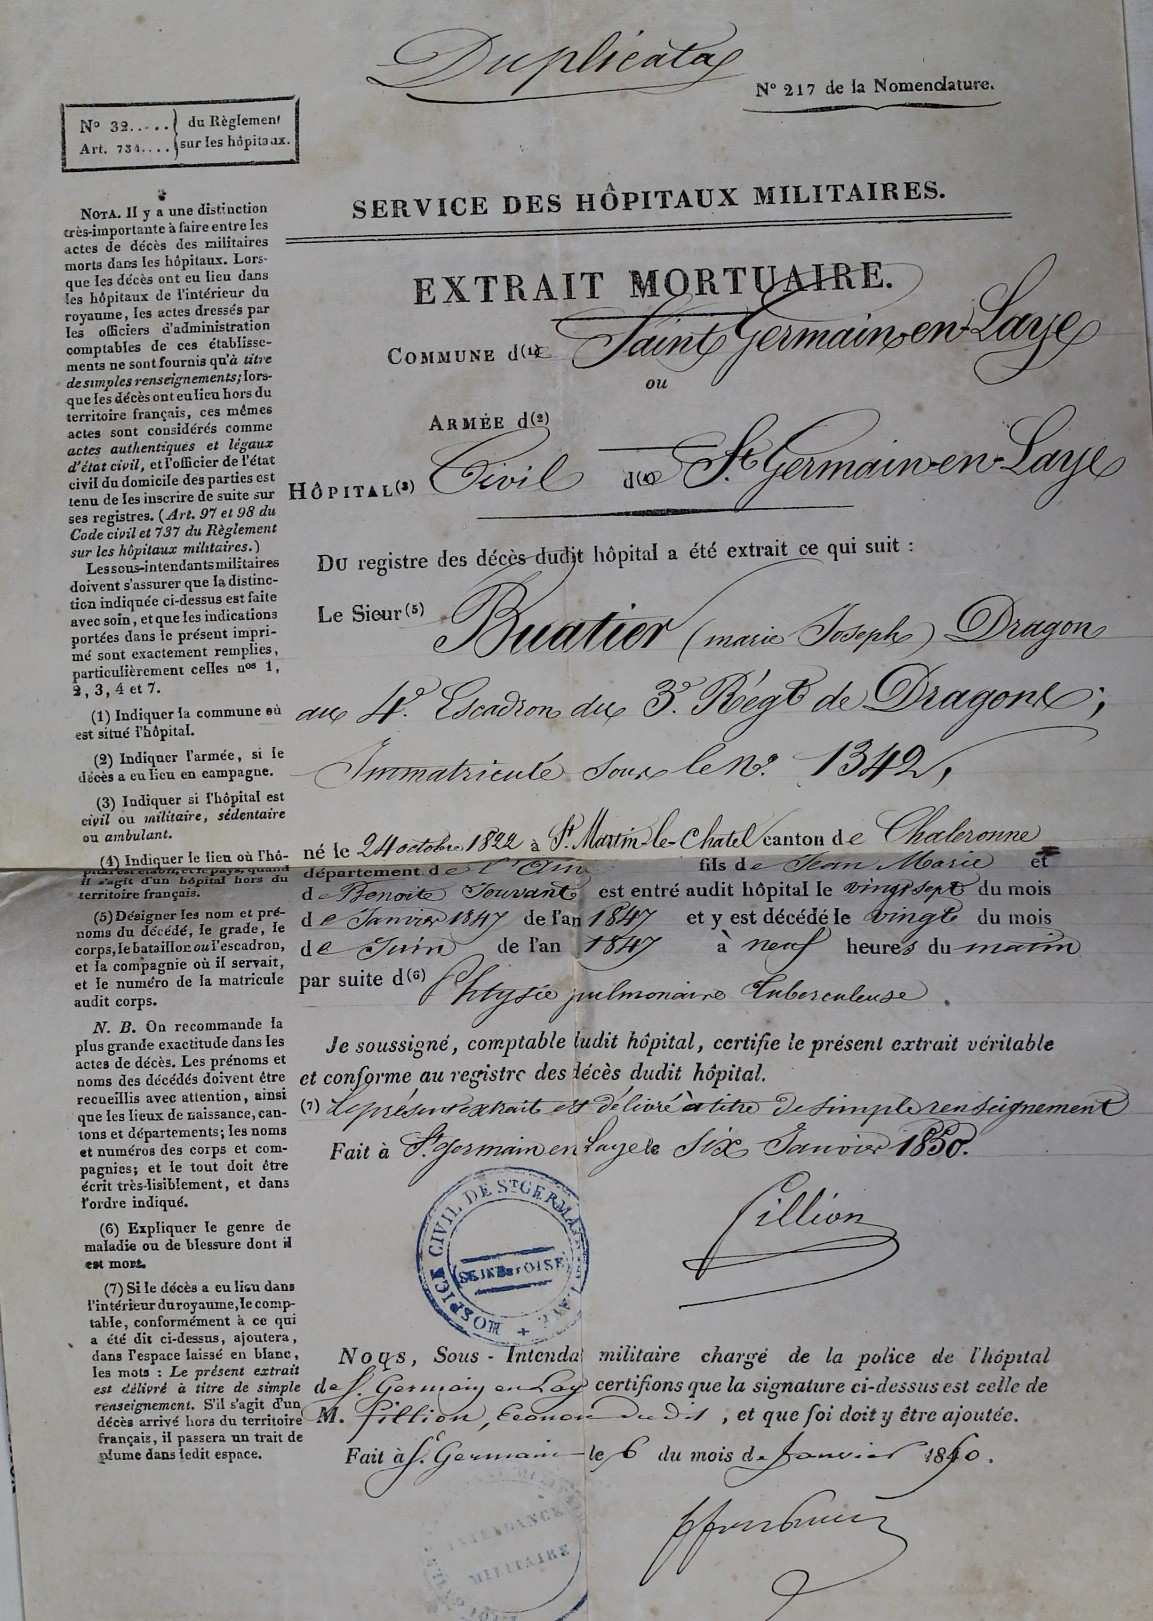 Duplicata
N° 217 de la Nomenclature.
N° 32..... du Règlement
Art. 734.... sur les hôpitaux.
SERVICE DES HÔPITAUX MILITAIRES.
EXTRAIT MORTUAIRE.
COMMUNE d(1)e Saint Germain-en-Laye
ou
ARMÉE d(2)
HÔPITAL(3) Civil d(4)e St. Germain-en-Laye
DU registre des décès dudit hôpital a été extrait ce qui suit :
Le Sieur(5) Buatier (marie Joseph) Dragon
au 4e. Escadron du 3e. Régt. de Dragons;
Immatriculé sous le No. 1342,
né le 24 octobre 1822 à St. Martin-le-Chatel canton de Chaleronne
département de l'Ain fils de Jean Marie et
de Benoite Jouvant est entré audit hôpital le vingt sept du mois
de Janvier 1847 de l'an 1847 et y est décédé le vingt du mois
de Juin de l'an 1847 à neuf heures du matin
par suite d(6) Phtysie pulmonaire tuberculeuse.
Je soussigné, comptable dudit hôpital, certifie le présent extrait véritable
et conforme au registre des décès dudit hôpital.
(7) Le présent extrait est délivré à titre de simple renseignement
Fait à St. Germain en Laye le six Janvier 1850.
Fillion
HOSPICE CIVIL DE ST GERMAIN EN LAYE
SEINE ET OISE
NOUS, Sous-Intendant militaire chargé de la police de l'hôpital
de St. Germain en Lay certifions que la signature ci-dessus est celle de
M. Fillion, Econome dudit, et que foi doit y être ajoutée.
Fait à St. Germain le 6 du mois de Janvier 1850.
INTENDANCE
MILITAIRE
NOTA. Il y a une distinction
très-importante à faire entre les
actes de décès des militaires
morts dans les hôpitaux. Lors-
que les décès ont eu lieu dans
les hôpitaux de l'intérieur du
royaume, les actes dressés par
les officiers d'administration
comptables de ces établisse-
ments ne sont fournis qu'à titre
de simples renseignements; lors-
que les décès ont eu lieu hors du
territoire français, ces mêmes
actes sont considérés comme
actes authentiques et légaux
d'état civil, et l'officier de l'état
civil du domicile des parties est
tenu de les inscrire de suite sur
ses registres. (Art. 97 et 98 du
Code civil et 737 du Règlement
sur les hôpitaux militaires.)
Les sous-intendants militaires
doivent s'assurer que la distinc-
tion indiquée ci-dessus est faite
avec soin, et que les indications
portées dans le présent impri-
mé sont exactement remplies,
particulièrement celles nos 1,
2, 3, 4 et 7.
(1) Indiquer la commune où
est situé l'hôpital.
(2) Indiquer l'armée, si le
décès a eu lieu en campagne.
(3) Indiquer si l'hôpital est
civil ou militaire, sédentaire
ou ambulant.
(4) Indiquer le lieu où l'hô-
pital est établi, et le pays, quand
il s'agit d'un hôpital hors du
territoire français.
(5) Désigner les nom et pré-
noms du décédé, le grade, le
corps, le bataillon ou l'escadron,
et la compagnie où il servait,
et le numéro de la matricule
audit corps.
N. B. On recommande la
plus grande exactitude dans les
actes de décès. Les prénoms et
noms des décédés doivent être
recueillis avec attention, ainsi
que les lieux de naissance, can-
tons et départements; les noms
et numéros des corps et com-
pagnies; et le tout doit être
écrit très-lisiblement, et dans
l'ordre indiqué.
(6) Expliquer le genre de
maladie ou de blessure dont il
est mort.
(7) Si le décès a eu lieu dans
l'intérieur du royaume, le comp-
table, conformément à ce qui
a été dit ci-dessus, ajoutera,
dans l'espace laissé en blanc,
les mots : Le présent extrait
est délivré à titre de simple
renseignement. S'il s'agit d'un
décès arrivé hors du territoire
français, il passera un trait de
plume dans ledit espace.